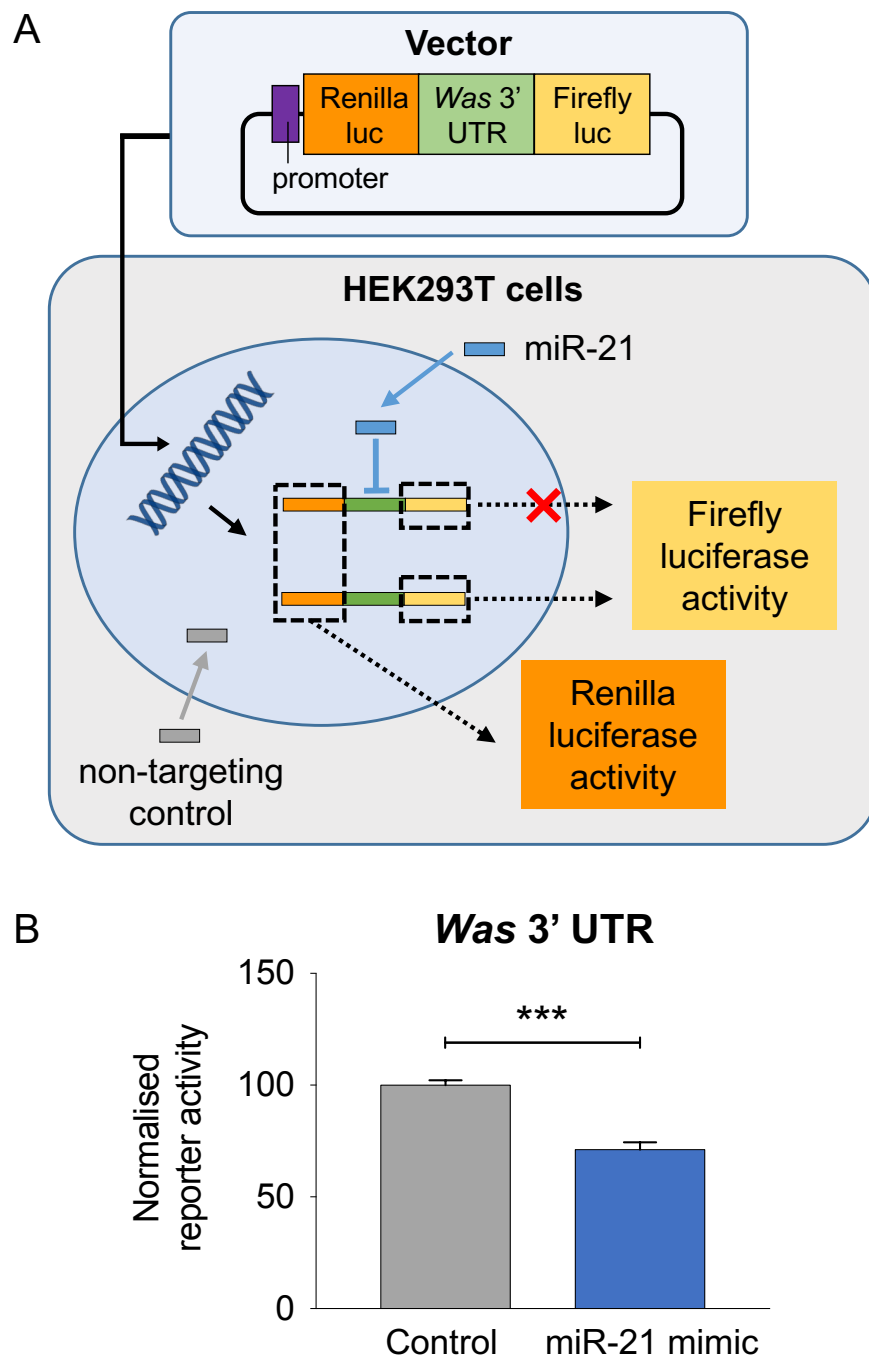 A
Vector
Renilla
luc
Was 3’
UTR
Firefly
luc
promoter
HEK293T cells
miR-21
Firefly
luciferase
activity
Renilla
luciferase
activity
non-targeting
control
B
Was 3’ UTR
Normalised
reporter activity
150
100
50
0
***
Control
miR-21 mimic